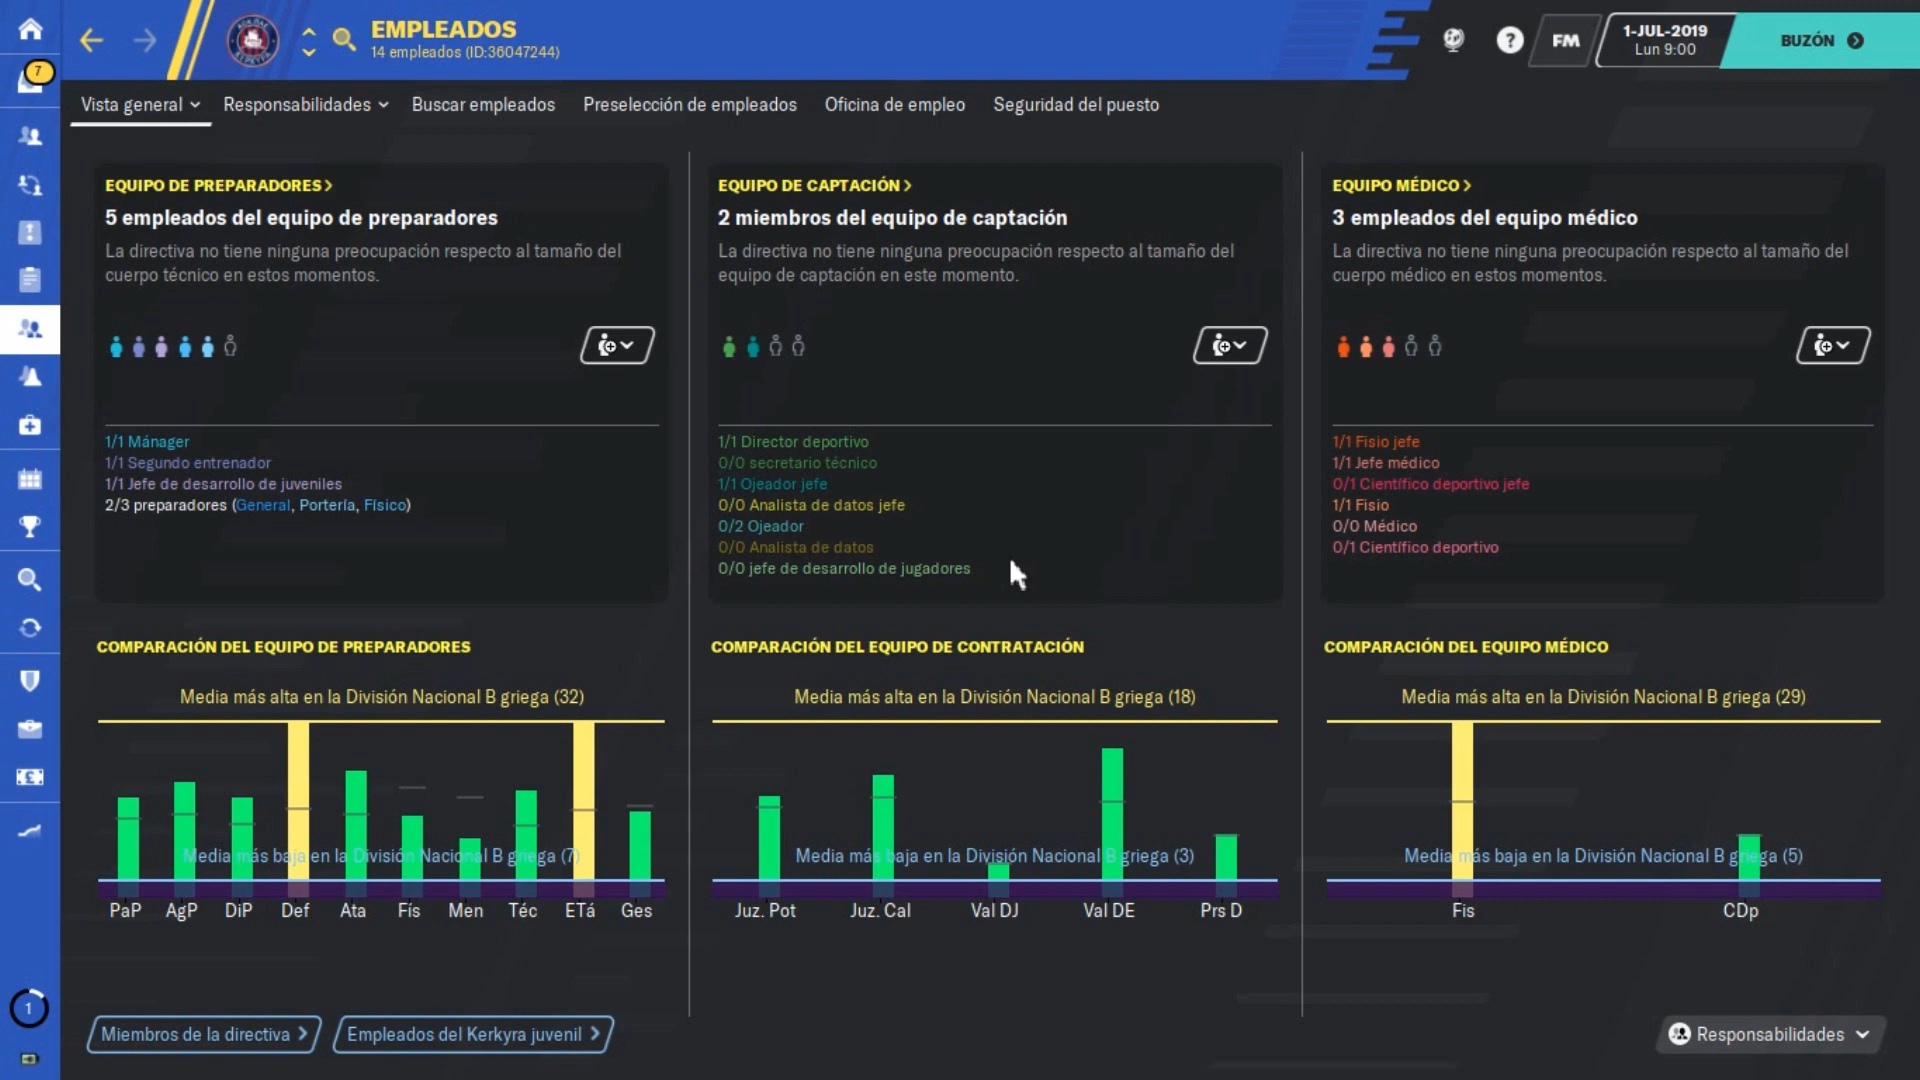 7
EMPLEADOS
14 empleados (ID:36047244)
?
FM
1-JUL-2019
Lun 9:00
BUZÓN
Vista general
Responsabilidades
Buscar empleados
Preselección de empleados
Oficina de empleo
Seguridad del puesto
EQUIPO DE PREPARADORES
5 empleados del equipo de preparadores
La directiva no tiene ninguna preocupación respecto al tamaño del
cuerpo técnico en estos momentos.
1/1 Mánager
1/1 Segundo entrenador
1/1 Jefe de desarrollo de juveniles
2/3 preparadores (General, Portería, Físico)
EQUIPO DE CAPTACIÓN
2 miembros del equipo de captación
La directiva no tiene ninguna preocupación respecto al tamaño del
equipo de captación en este momento.
1/1 Director deportivo
0/0 secretario técnico
1/1 Ojeador jefe
0/0 Analista de datos jefe
0/2 Ojeador
0/0 Analista de datos
0/0 jefe de desarrollo de jugadores
EQUIPO MÉDICO
3 empleados del equipo médico
La directiva no tiene ninguna preocupación respecto al tamaño del
cuerpo médico en estos momentos.
1/1 Fisio jefe
1/1 Jefe médico
0/1 Científico deportivo jefe
1/1 Fisio
0/0 Médico
0/1 Científico deportivo
COMPARACIÓN DEL EQUIPO DE PREPARADORES
Media más alta en la División Nacional B griega (32)
Media más baja en la División Nacional B griega (7)
PaP AgP DiP Def Ata Fís Men Téc ETá Ges
COMPARACIÓN DEL EQUIPO DE CONTRATACIÓN
Media más alta en la División Nacional B griega (18)
Media más baja en la División Nacional B griega (3)
Juz. Pot Juz. Cal Val DJ Val DE Prs D
COMPARACIÓN DEL EQUIPO MÉDICO
Media más alta en la División Nacional B griega (29)
Media más baja en la División Nacional B griega (5)
Fis CDp
1
Miembros de la directiva
Empleados del Kerkyra juvenil
Responsabilidades